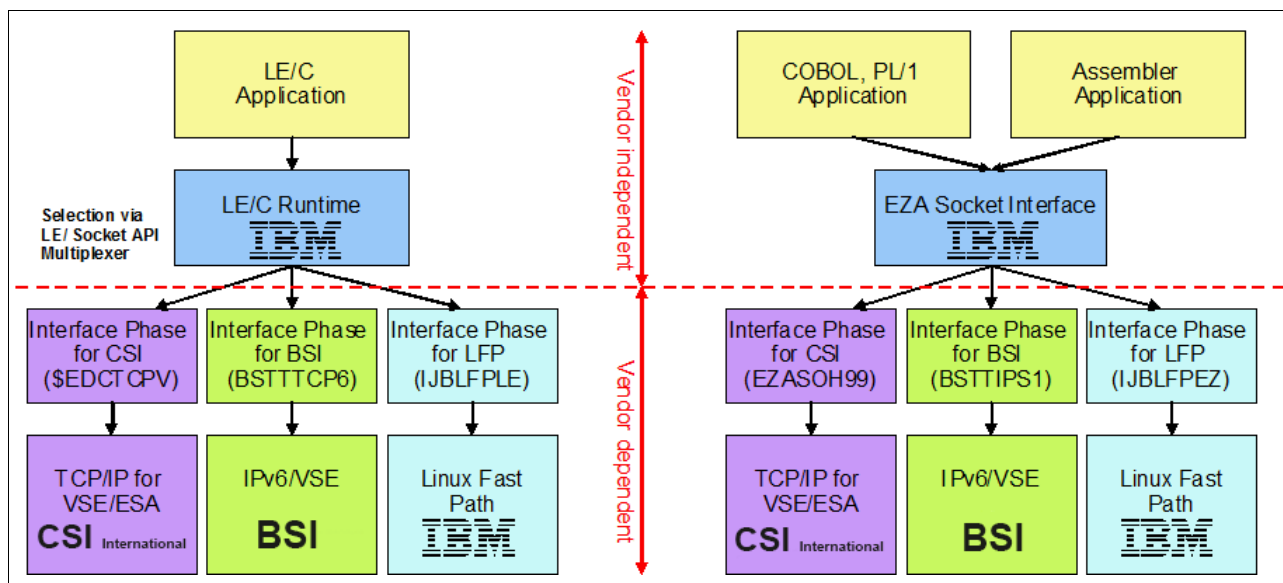 LE/C
Application
COBOL, PL/1
Application
Assembler
Application
Vendor independent
Selection via
LE/ Socket API
Multiplexer
LE/C Runtime
IBM
EZA Socket Interface
IBM
Interface Phase
for CSI
($EDCTCPV)
Interface Phase
for BSI
(BSTTTCP6)
Interface Phase
for LFP
(IJBLFPLE)
Vendor dependent
Interface Phase
for CSI
(EZASOH99)
Interface Phase
for BSI
(BSTTIPS1)
Interface Phase
for LFP
(IJBLFPEZ)
TCP/IP for
VSE/ESA
CSI International
IPv6/VSE
BSI
Linux Fast
Path
IBM
TCP/IP for
VSE/ESA
CSI International
IPv6/VSE
BSI
Linux Fast
Path
IBM